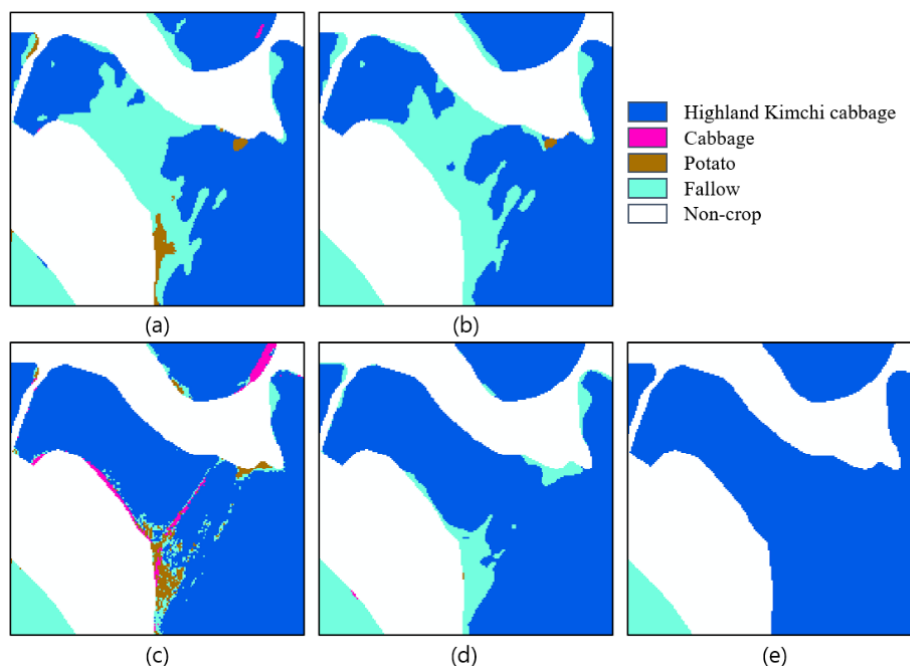 Highland Kimchi cabbage
Cabbage
Potato
Fallow
Non-crop
(a)
(b)
(c)
(d)
(e)